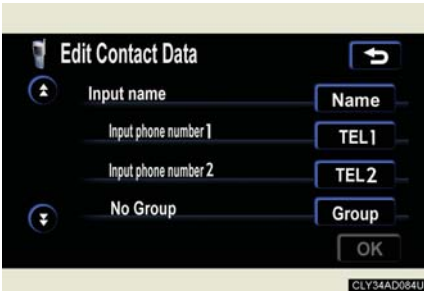 Edit Contact Data
Input name Name
Input phone number 1 TEL1
Input phone number 2 TEL2
No Group Group
OK
CLY34AD084U